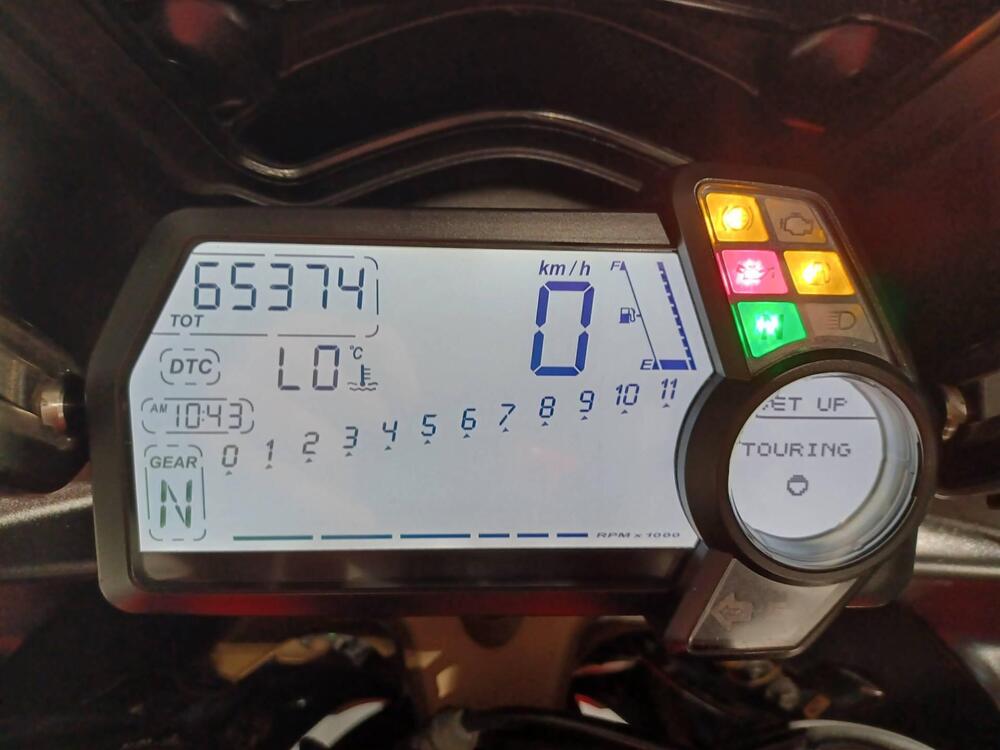 65374
TOT
km/h
0
F
E
DTC
LO °C
AM 10:43
GEAR
N
0 1 2 3 4 5 6 7 8 9 10 11
RPM x 1000
N
SET UP
TOURING